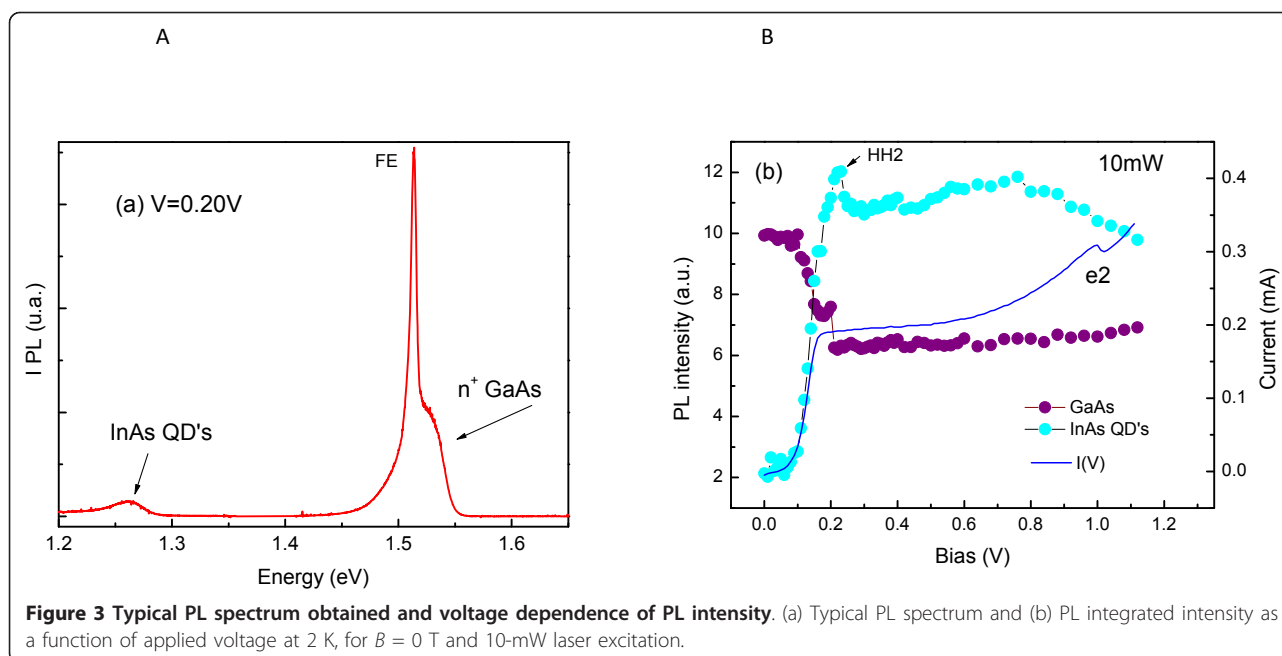 A
B
(a) V=0.20V
FE
n+ GaAs
InAs QD's
I PL (u.a.)
1.2 1.3 1.4 1.5 1.6
Energy (eV)
(b)
HH2
10mW
e2
GaAs
InAs QD's
I(V)
PL intensity (a.u.)
12
10
8
6
4
2
Current (mA)
0.4
0.3
0.2
0.1
0.0
0.0 0.2 0.4 0.6 0.8 1.0 1.2
Bias (V)
Figure 3 Typical PL spectrum obtained and voltage dependence of PL intensity. (a) Typical PL spectrum and (b) PL integrated intensity as
a function of applied voltage at 2 K, for B = 0 T and 10-mW laser excitation.